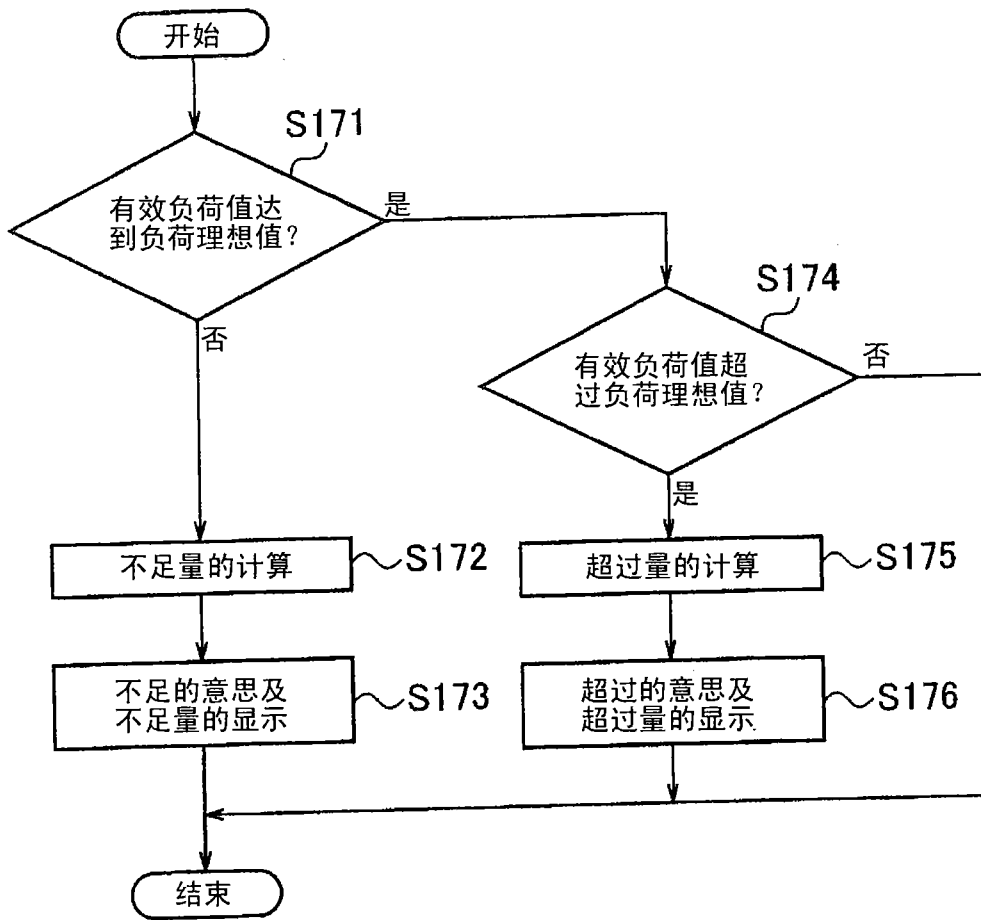 开始
S171
有效负荷值达
到负荷理想值?
是
否
S174
有效负荷值超
过负荷理想值?
否
是
不足量的计算
S172
超过量的计算
S175
不足的意思及
不足量的显示
S173
超过的意思及
超过量的显示
S176
结束